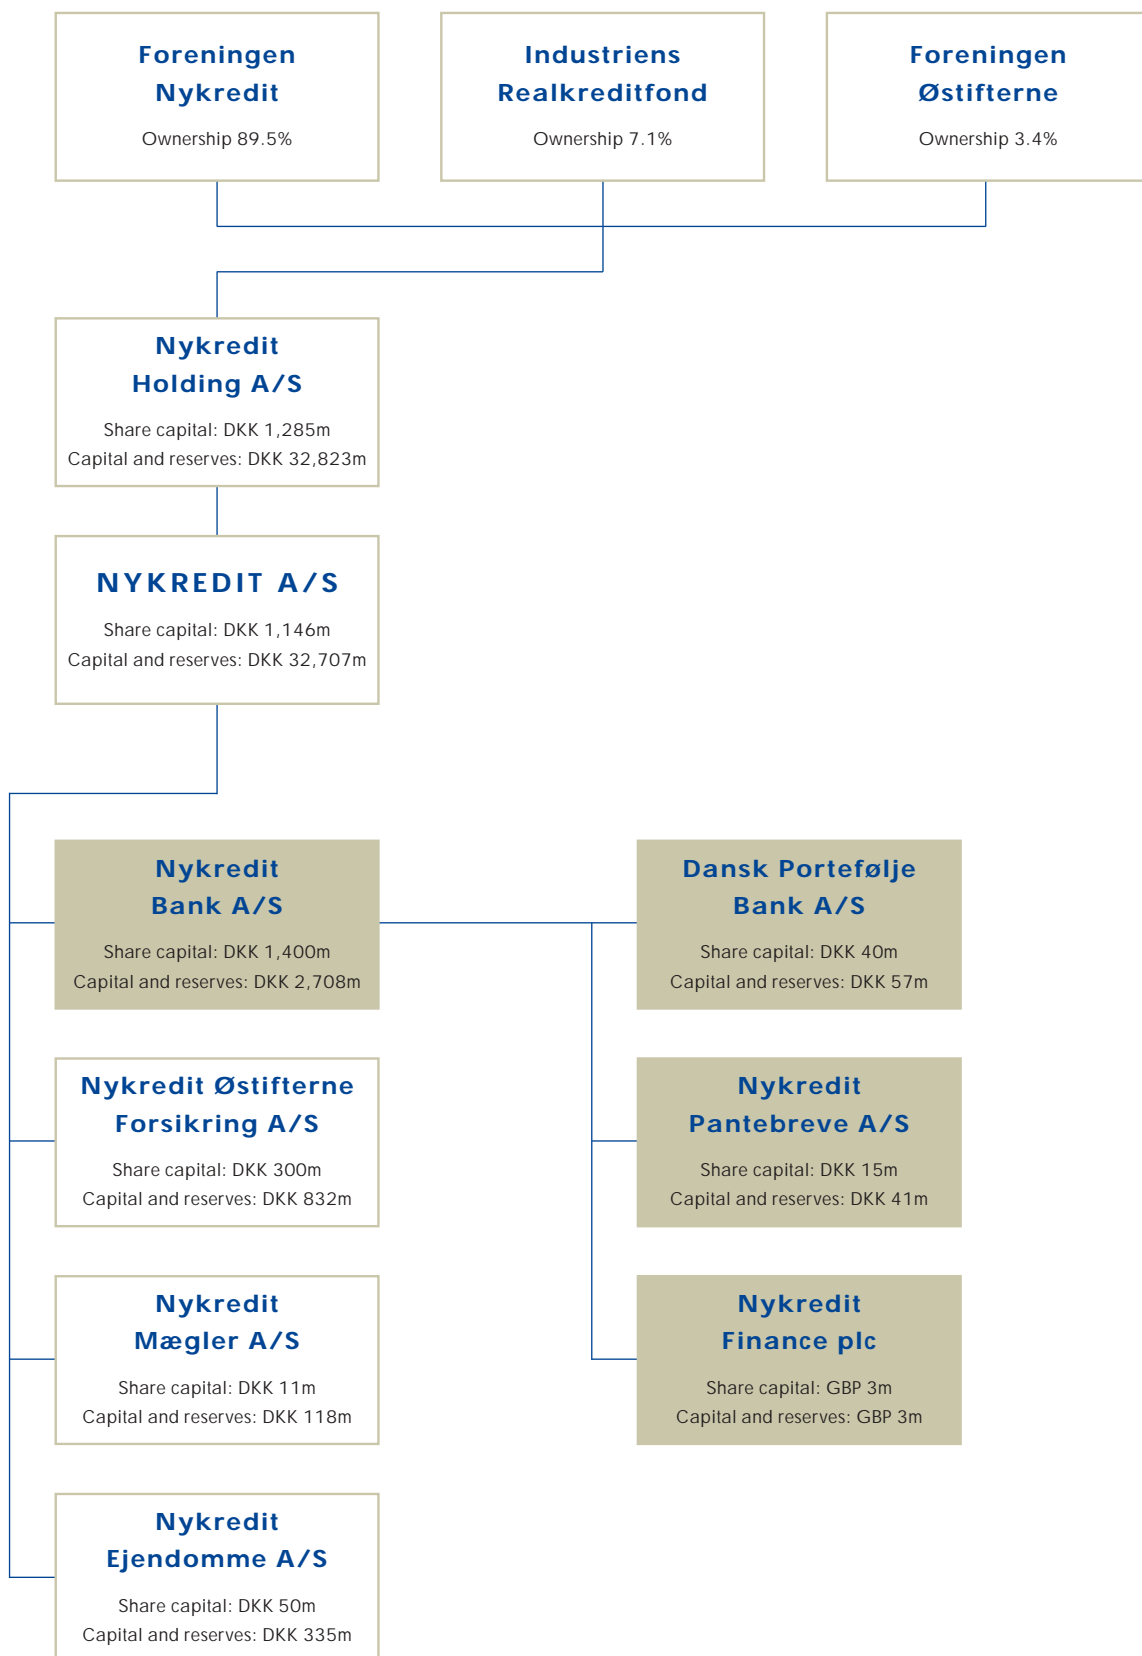 Foreningen
Nykredit
Ownership 89.5%
Industriens
Realkreditfond
Ownership 7.1%
Foreningen
Østifterne
Ownership 3.4%
Nykredit
Holding A/S
Share capital: DKK 1,285m
Capital and reserves: DKK 32,823m
NYKREDIT A/S
Share capital: DKK 1,146m
Capital and reserves: DKK 32,707m
Nykredit
Bank A/S
Share capital: DKK 1,400m
Capital and reserves: DKK 2,708m
Dansk Portefølje
Bank A/S
Share capital: DKK 40m
Capital and reserves: DKK 57m
Nykredit Østifterne
Forsikring A/S
Share capital: DKK 300m
Capital and reserves: DKK 832m
Nykredit
Pantebreve A/S
Share capital: DKK 15m
Capital and reserves: DKK 41m
Nykredit
Mægler A/S
Share capital: DKK 11m
Capital and reserves: DKK 118m
Nykredit
Finance plc
Share capital: GBP 3m
Capital and reserves: GBP 3m
Nykredit
Ejendomme A/S
Share capital: DKK 50m
Capital and reserves: DKK 335m